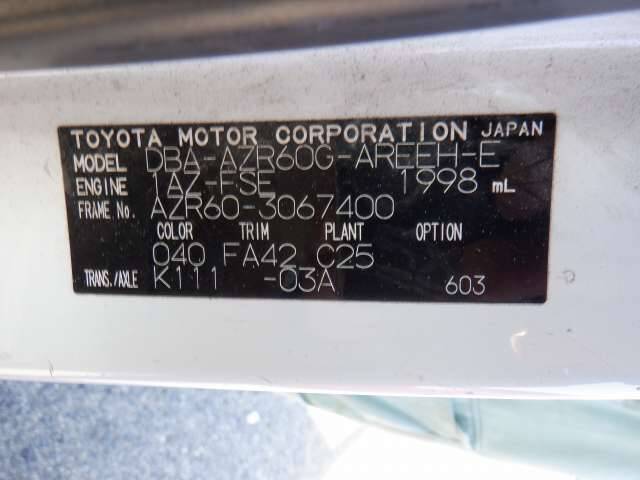 TOYOTA MOTOR CORPORATION JAPAN
MODEL DBA-AZR60G-AREEH-E
ENGINE 1AZ-FSE 1998 mL
FRAME No. AZR60-3067400
COLOR TRIM PLANT OPTION
040 FA42 C25
TRANS./AXLE K111 -03A 603